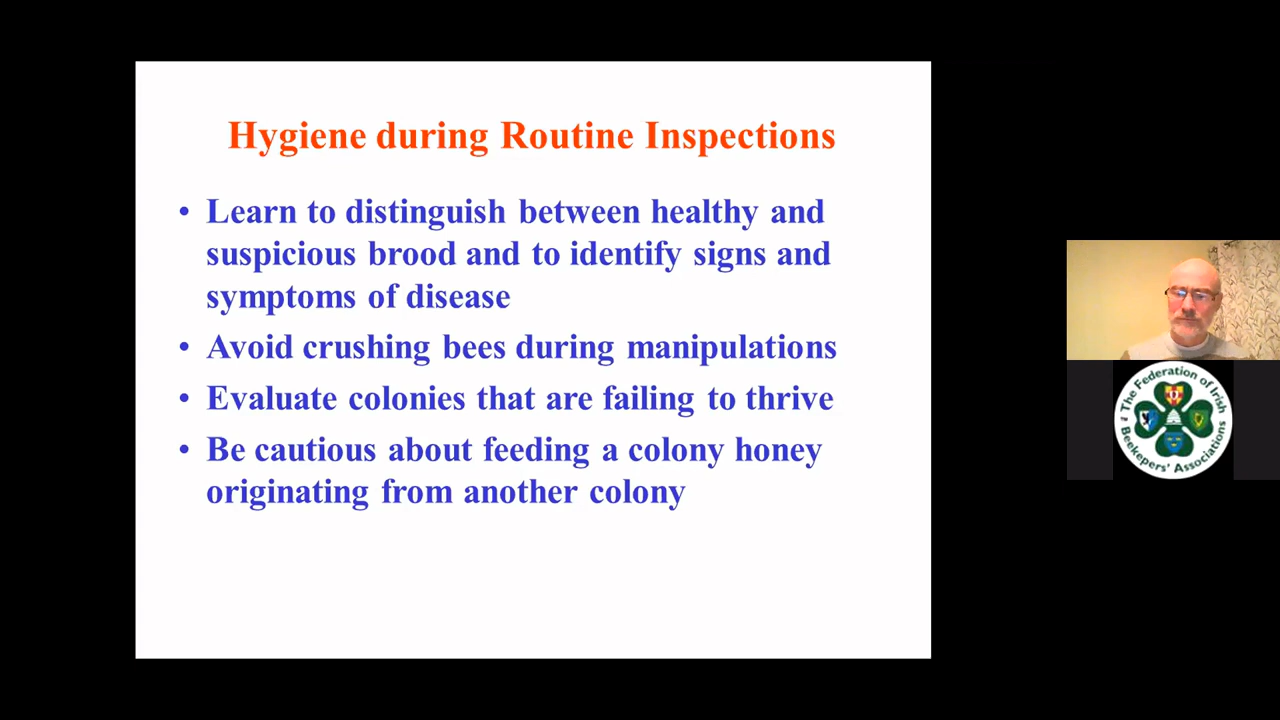 Hygiene during Routine Inspections
• Learn to distinguish between healthy and
suspicious brood and to identify signs and
symptoms of disease
• Avoid crushing bees during manipulations
• Evaluate colonies that are failing to thrive
• Be cautious about feeding a colony honey
originating from another colony
The Federation of Irish
Beekepers' Associations